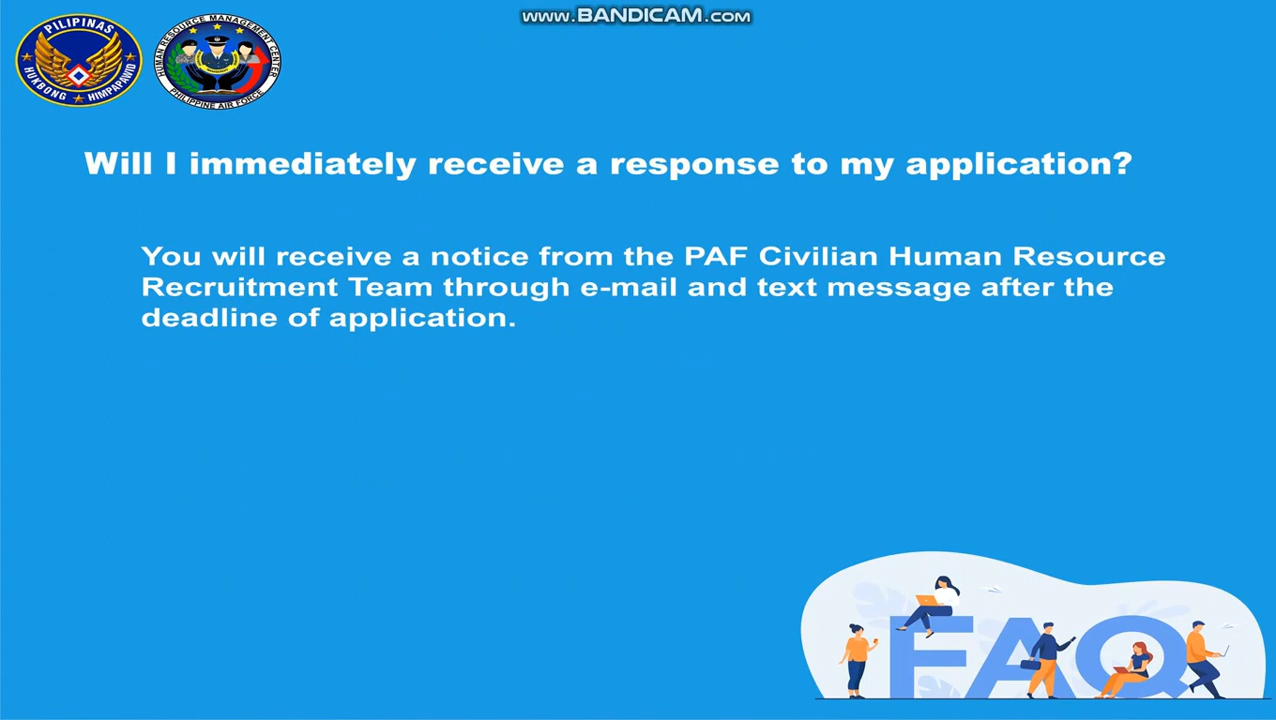 www.BANDICAM.com
PILIPINAS
HUKBONG HIMPAPAWID
HUMAN RESOURCE MANAGEMENT CENTER
PHILIPPINE AIR FORCE
Will I immediately receive a response to my application?
You will receive a notice from the PAF Civilian Human Resource
Recruitment Team through e-mail and text message after the
deadline of application.
FAQ